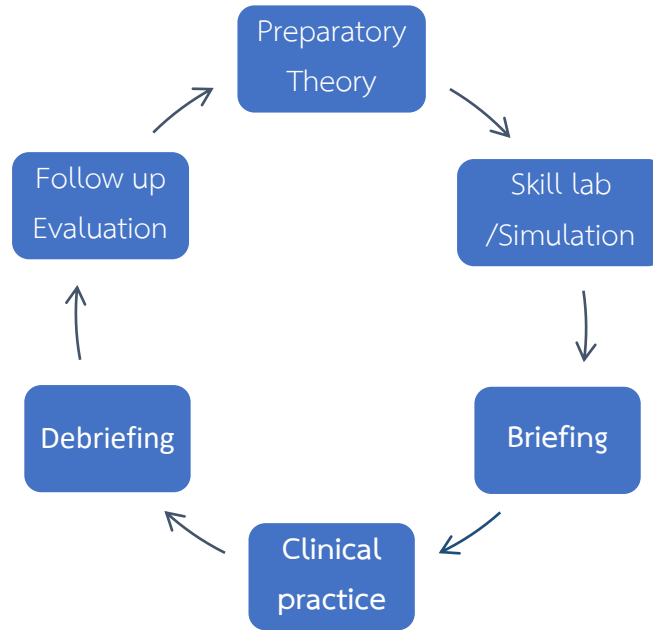 Preparatory
Theory
Skill lab
/Simulation
Briefing
Clinical
practice
Debriefing
Follow up
Evaluation